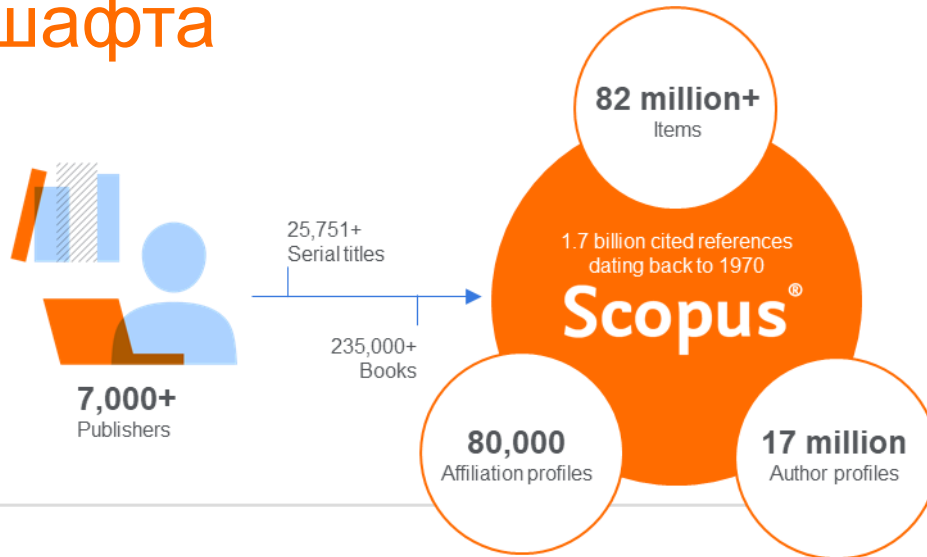 шафта
82 million+
Items
25,751+
Serial titles
1.7 billion cited references
dating back to 1970
Scopus®
235,000+
Books
7,000+
Publishers
80,000
Affiliation profiles
17 million
Author profiles